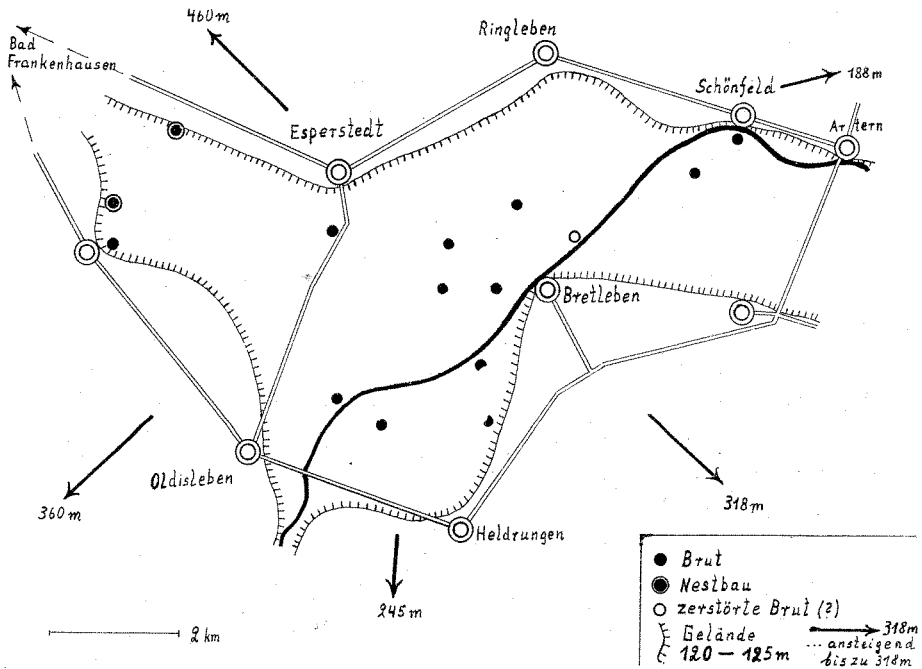 460m
Bad
Frankenhausen
Ringleben
Schönfeld
188m
Esperstedt
Artern
Bretleben
Oldisleben
360m
318m
Heldrungen
245m
2 km
Brut
Nestbau
zerstörte Brut (?)
Gelände
120 – 125m
318m
... ansteigend
bis zu 318m